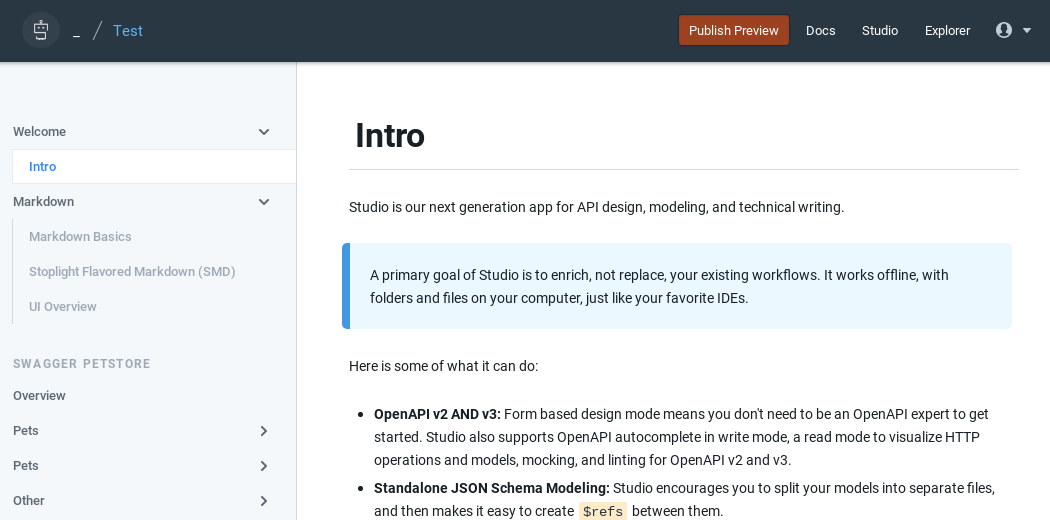 _ / Test
Publish Preview
Docs
Studio
Explorer
Welcome
Intro
Markdown
Markdown Basics
Stoplight Flavored Markdown (SMD)
UI Overview
SWAGGER PETSTORE
Overview
Pets
Pets
Other
Intro
Studio is our next generation app for API design, modeling, and technical writing.
A primary goal of Studio is to enrich, not replace, your existing workflows. It works offline, with
folders and files on your computer, just like your favorite IDEs.
Here is some of what it can do:
• OpenAPI v2 AND v3: Form based design mode means you don't need to be an OpenAPI expert to get
started. Studio also supports OpenAPI autocomplete in write mode, a read mode to visualize HTTP
operations and models, mocking, and linting for OpenAPI v2 and v3.
• Standalone JSON Schema Modeling: Studio encourages you to split your models into separate files,
and then makes it easy to create $refs between them.